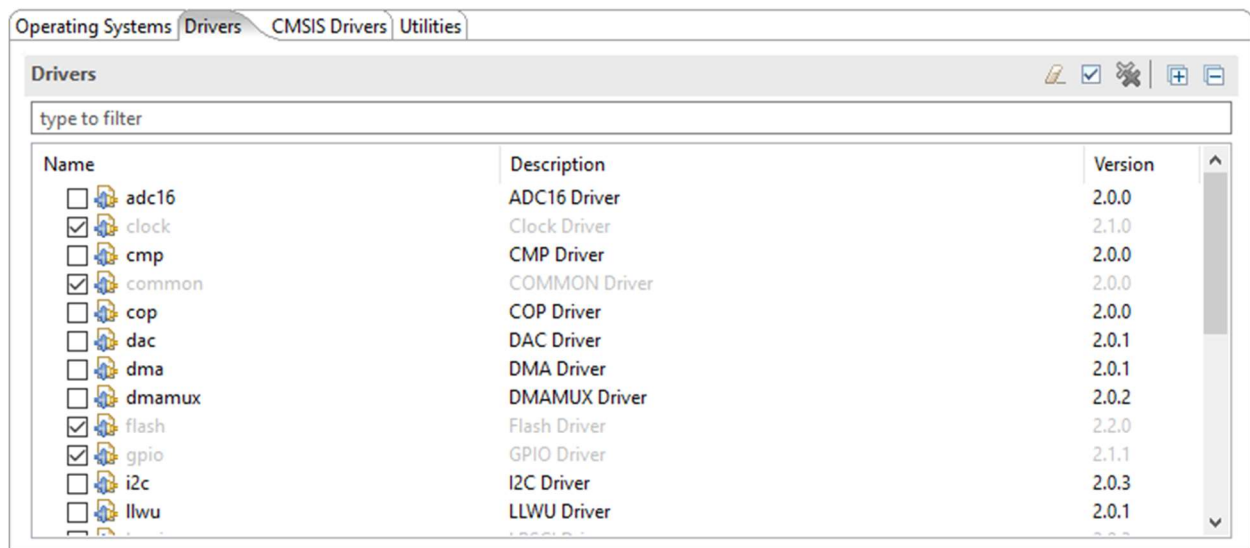 Operating Systems Drivers CMSIS Drivers Utilities
Drivers
type to filter
Name Description Version
adc16 ADC16 Driver 2.0.0
clock Clock Driver 2.1.0
cmp CMP Driver 2.0.0
common COMMON Driver 2.0.0
cop COP Driver 2.0.0
dac DAC Driver 2.0.1
dma DMA Driver 2.0.1
dmamux DMAMUX Driver 2.0.2
flash Flash Driver 2.2.0
gpio GPIO Driver 2.1.1
i2c I2C Driver 2.0.3
llwu LLWU Driver 2.0.1